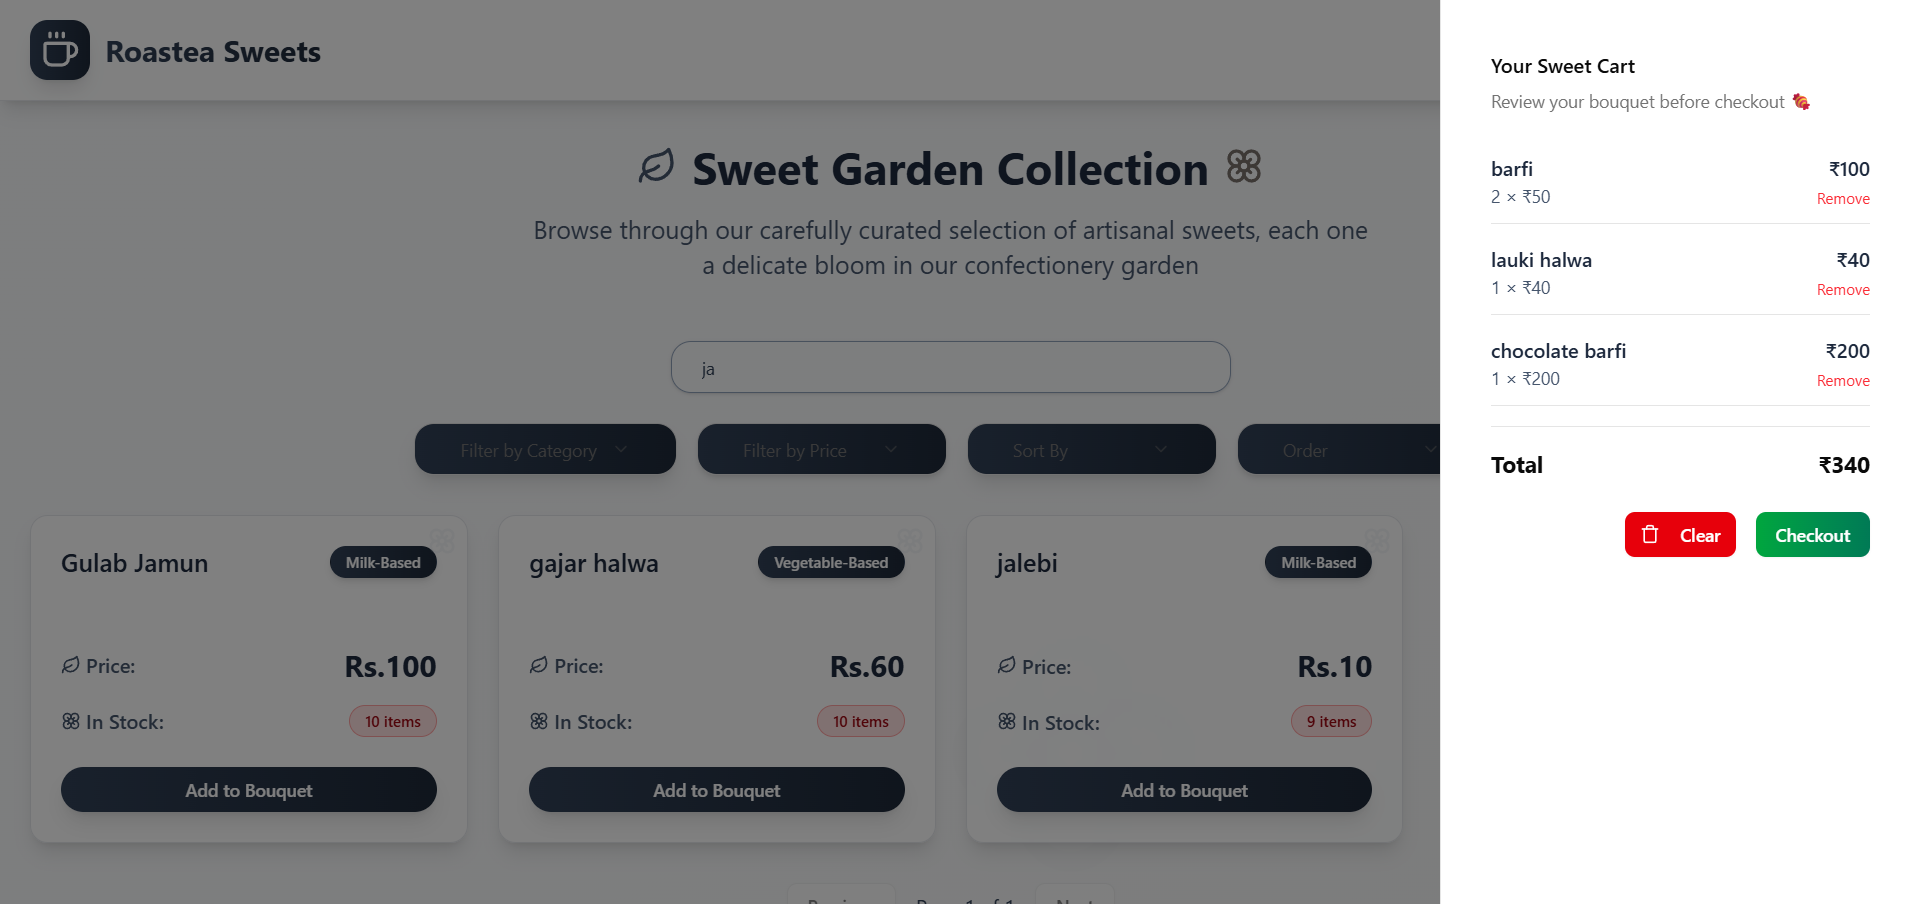 Roastea Sweets
Sweet Garden Collection
Browse through our carefully curated selection of artisanal sweets, each one
a delicate bloom in our confectionery garden
ja
Filter by Category
Filter by Price
Sort By
Order
Gulab Jamun
Milk-Based
Price:
Rs.100
In Stock:
10 items
Add to Bouquet
gajar halwa
Vegetable-Based
Price:
Rs.60
In Stock:
10 items
Add to Bouquet
jalebi
Milk-Based
Price:
Rs.10
In Stock:
9 items
Add to Bouquet
Your Sweet Cart
Review your bouquet before checkout 🍖
barfi
₹100
2 × ₹50
Remove
lauki halwa
₹40
1 × ₹40
Remove
chocolate barfi
₹200
1 × ₹200
Remove
Total
₹340
Clear
Checkout